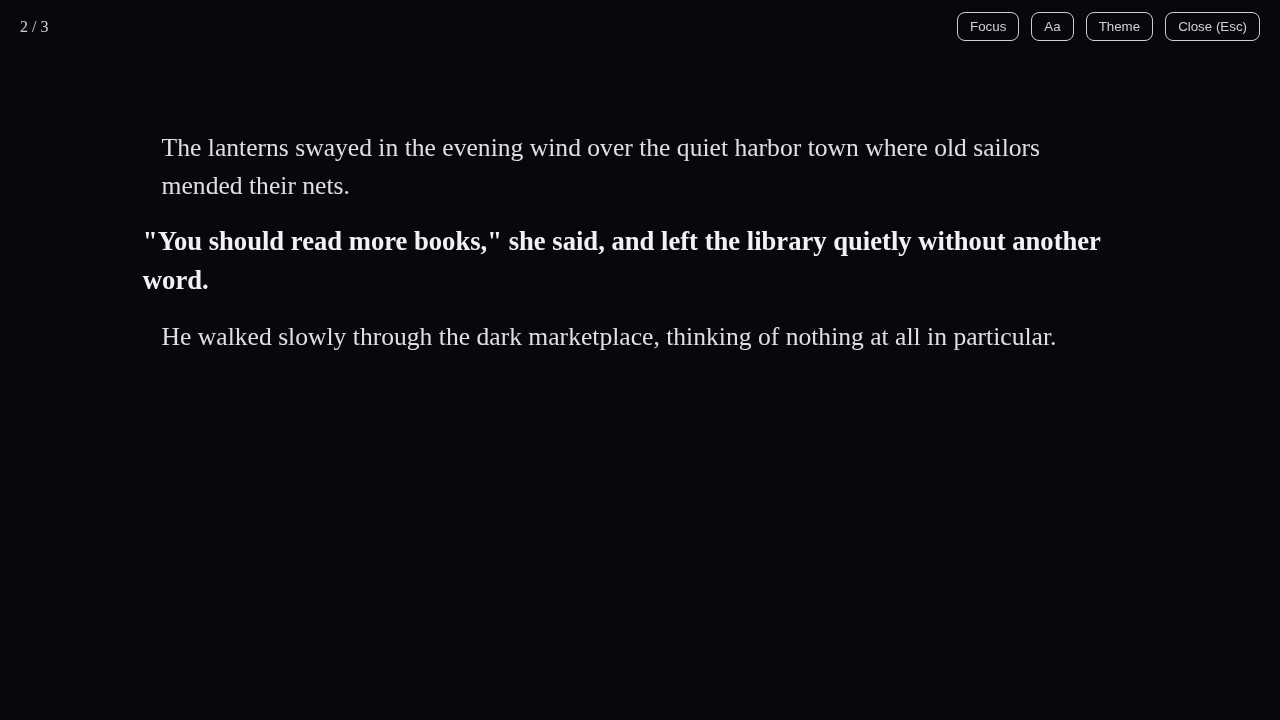 2 / 3
Focus
Aa
Theme
Close (Esc)
The lanterns swayed in the evening wind over the quiet harbor town where old sailors
mended their nets.
"You should read more books," she said, and left the library quietly without another
word.
He walked slowly through the dark marketplace, thinking of nothing at all in particular.